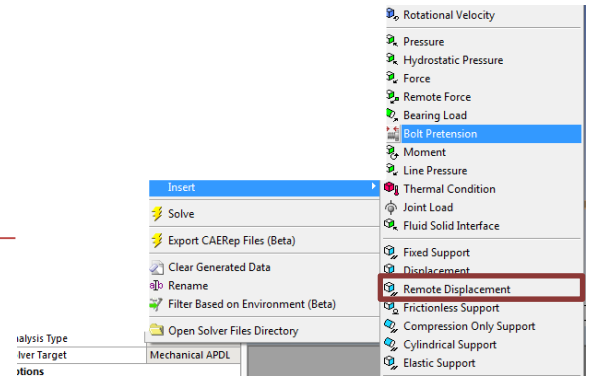 Rotational Velocity
Pressure
Hydrostatic Pressure
Force
Remote Force
Bearing Load
Bolt Pretension
Moment
Line Pressure
Thermal Condition
Joint Load
Fluid Solid Interface
Fixed Support
Displacement
Remote Displacement
Frictionless Support
Compression Only Support
Cylindrical Support
Elastic Support
Insert
Solve
Export CAERep Files (Beta)
Clear Generated Data
Rename
Filter Based on Environment (Beta)
Open Solver Files Directory
alysis Type
lver Target Mechanical APDL
tions